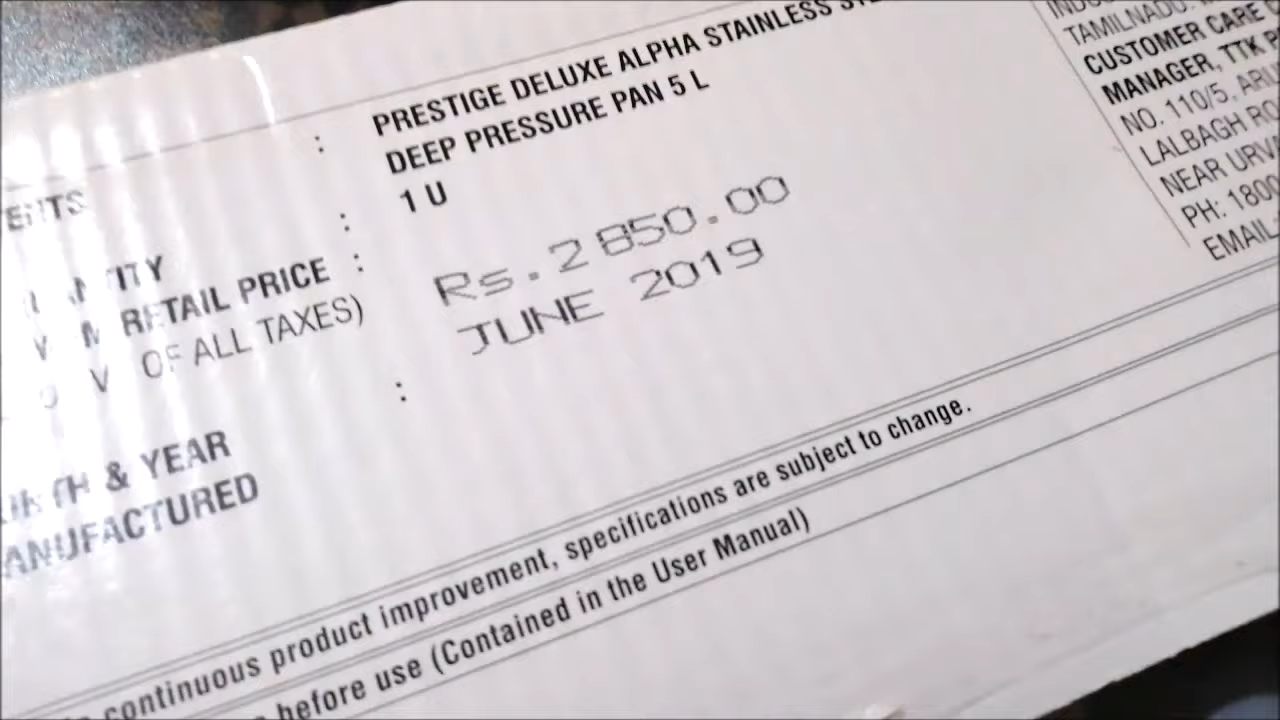 PRESTIGE DELUXE ALPHA STAINLESS
DEEP PRESSURE PAN 5 L
: 1 U
RETAIL PRICE : Rs.2850.00
OF ALL TAXES)
JUNE 2019
:
& YEAR
continuous product improvement, specifications are subject to change.
before use (Contained in the User Manual)
TAMILNADU.
CUSTOMER CARE
MANAGER, TTK
NO. 110/5,
LALBAGH
NEAR
PH: 1800
EMAIL